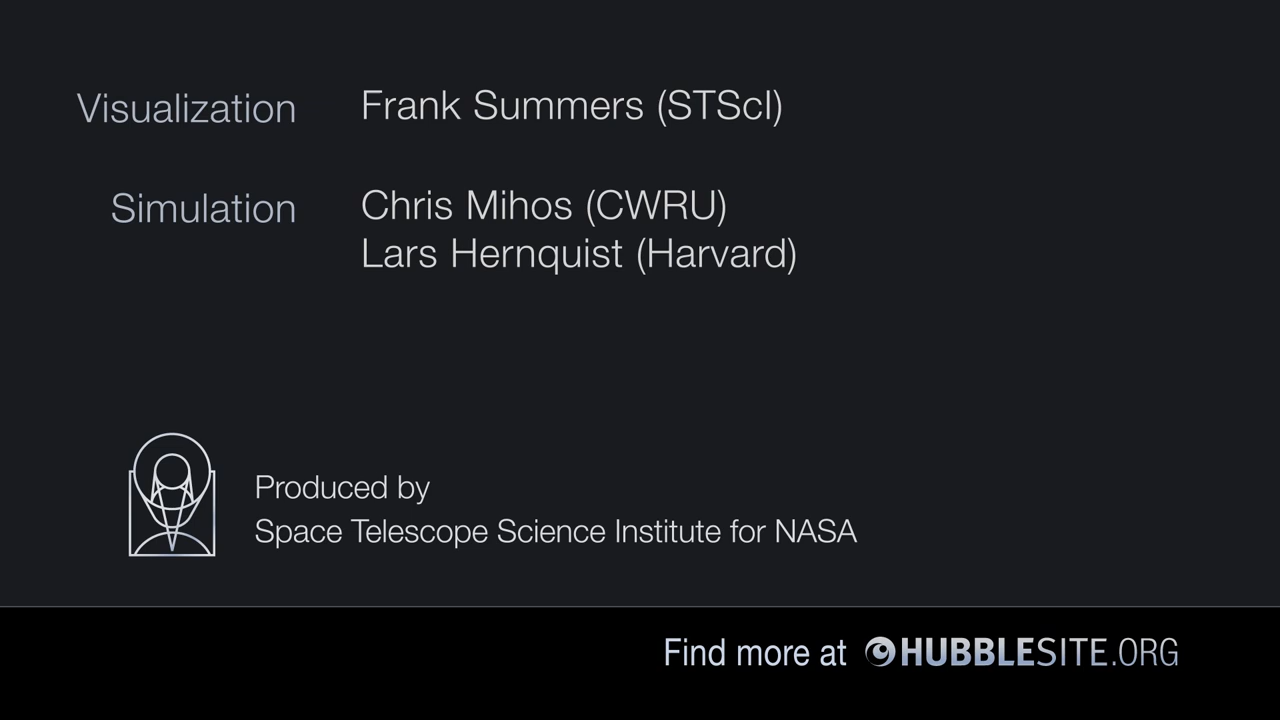 Visualization Frank Summers (STScI)
Simulation Chris Mihos (CWRU)
Lars Hernquist (Harvard)
Produced by
Space Telescope Science Institute for NASA
Find more at HUBBLESITE.ORG